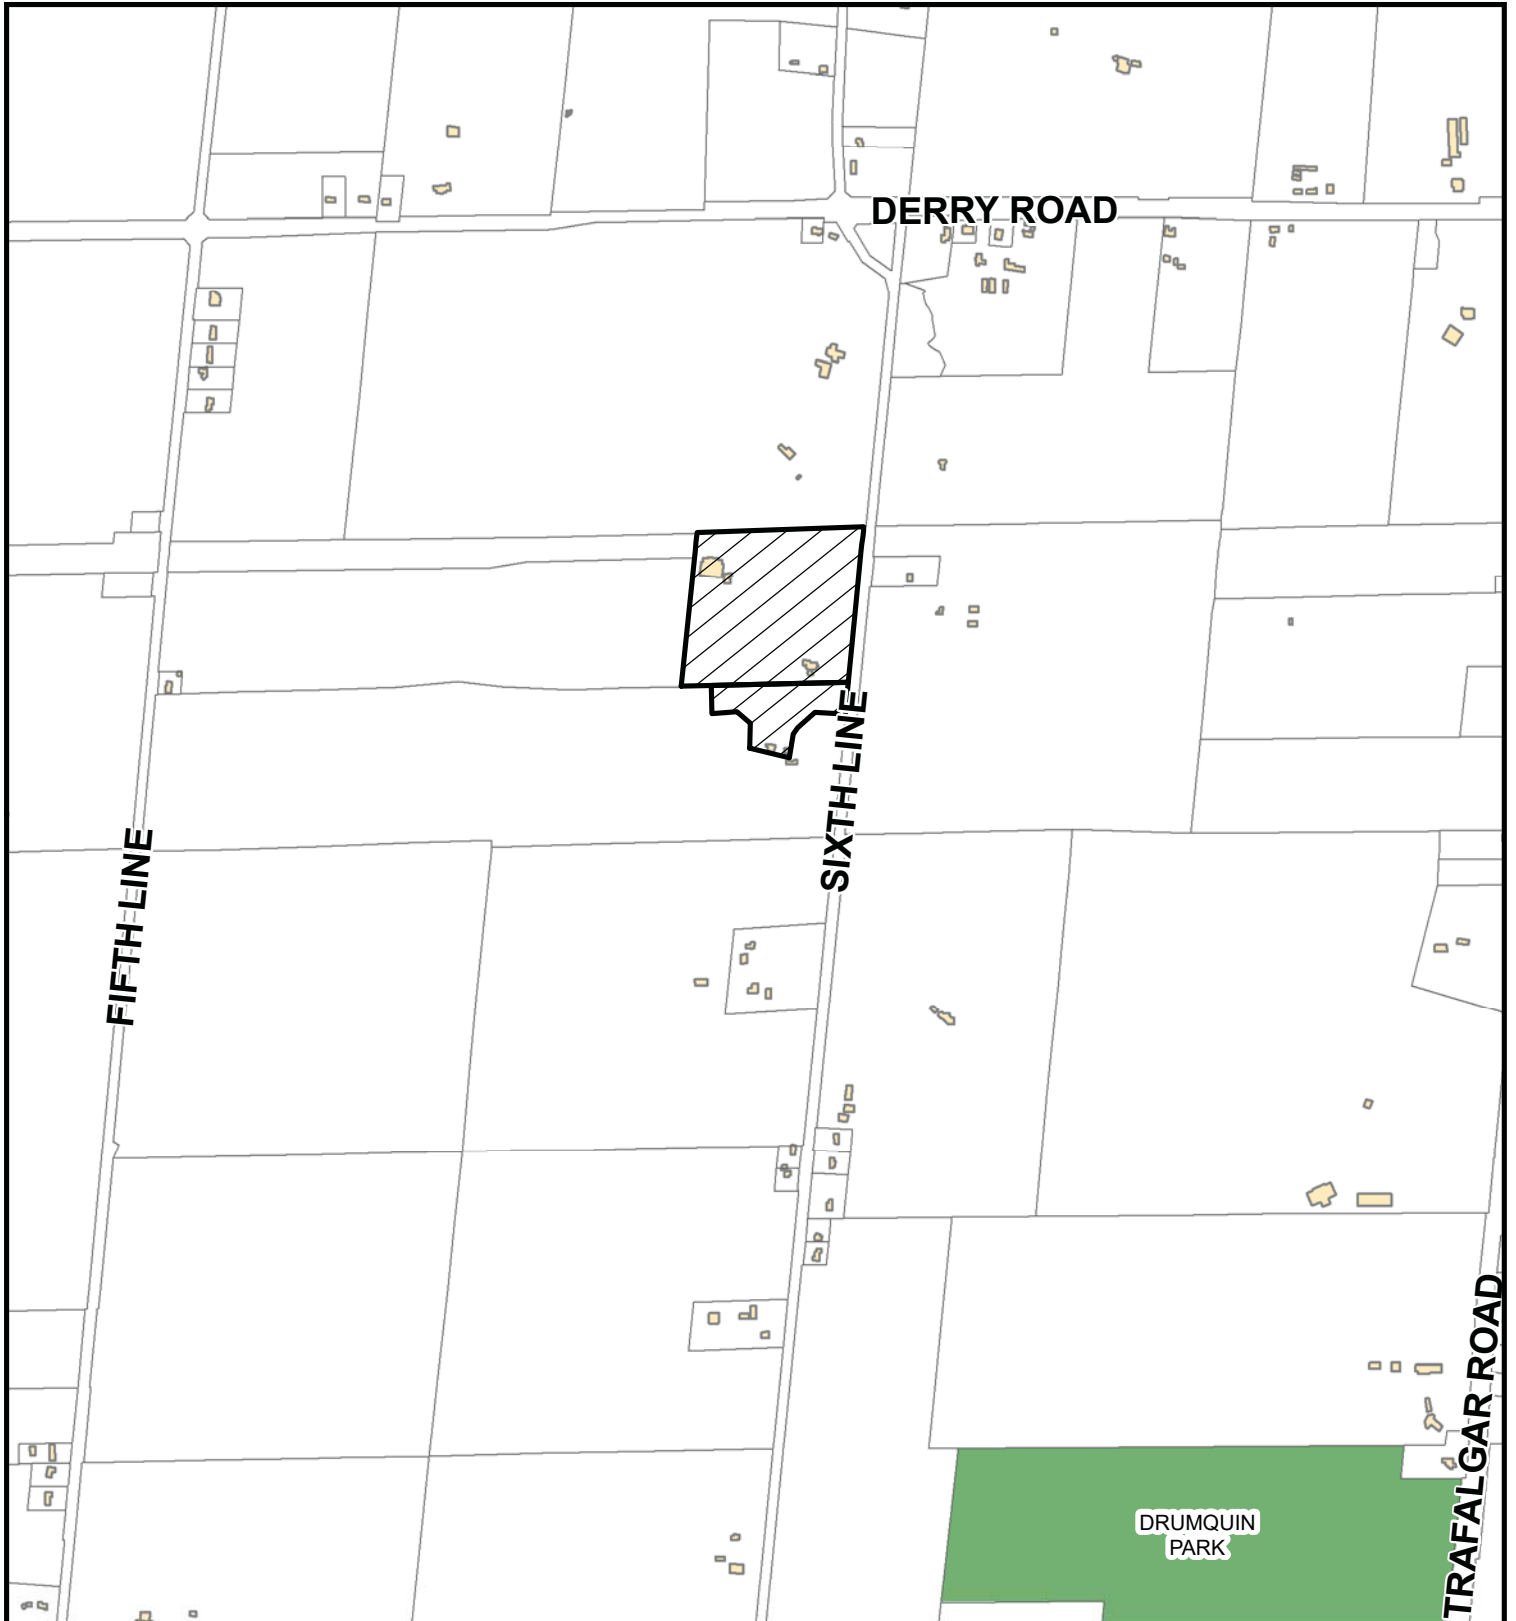 DERRY ROAD
SIXTH LINE
FIFTH LINE
TRAFALGAR ROAD
DRUMQUIN
PARK